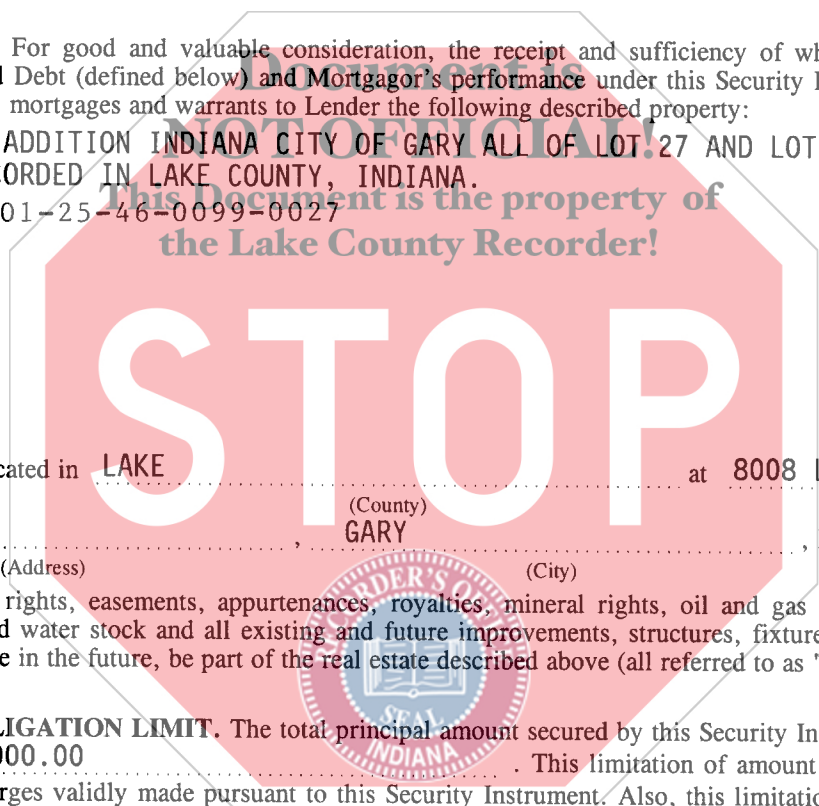 For good and valuable consideration, the receipt and sufficiency of wh
d Debt (defined below) and Mortgagor's performance under this Security I
Document is
mortgages and warrants to Lender the following described property:
ADDITION INDIANA CITY OF GARY ALL OF LOT 27 AND LOT
NOT OFFICIAL!
ORDED IN LAKE COUNTY, INDIANA.
This Document is the property of
01-25-46-0099-0027
the Lake County Recorder!
STOP
cated in LAKE at 8008 L
(County)
, GARY ,
(Address) (City)
rights, easements, appurtenances, royalties, mineral rights, oil and gas
d water stock and all existing and future improvements, structures, fixture
e in the future, be part of the real estate described above (all referred to as "
RECORDER'S OFFICE
SEAL
INDIANA
LIGATION LIMIT. The total principal amount secured by this Security In
000.00 . This limitation of amount
rges validly made pursuant to this Security Instrument. Also, this limitatio